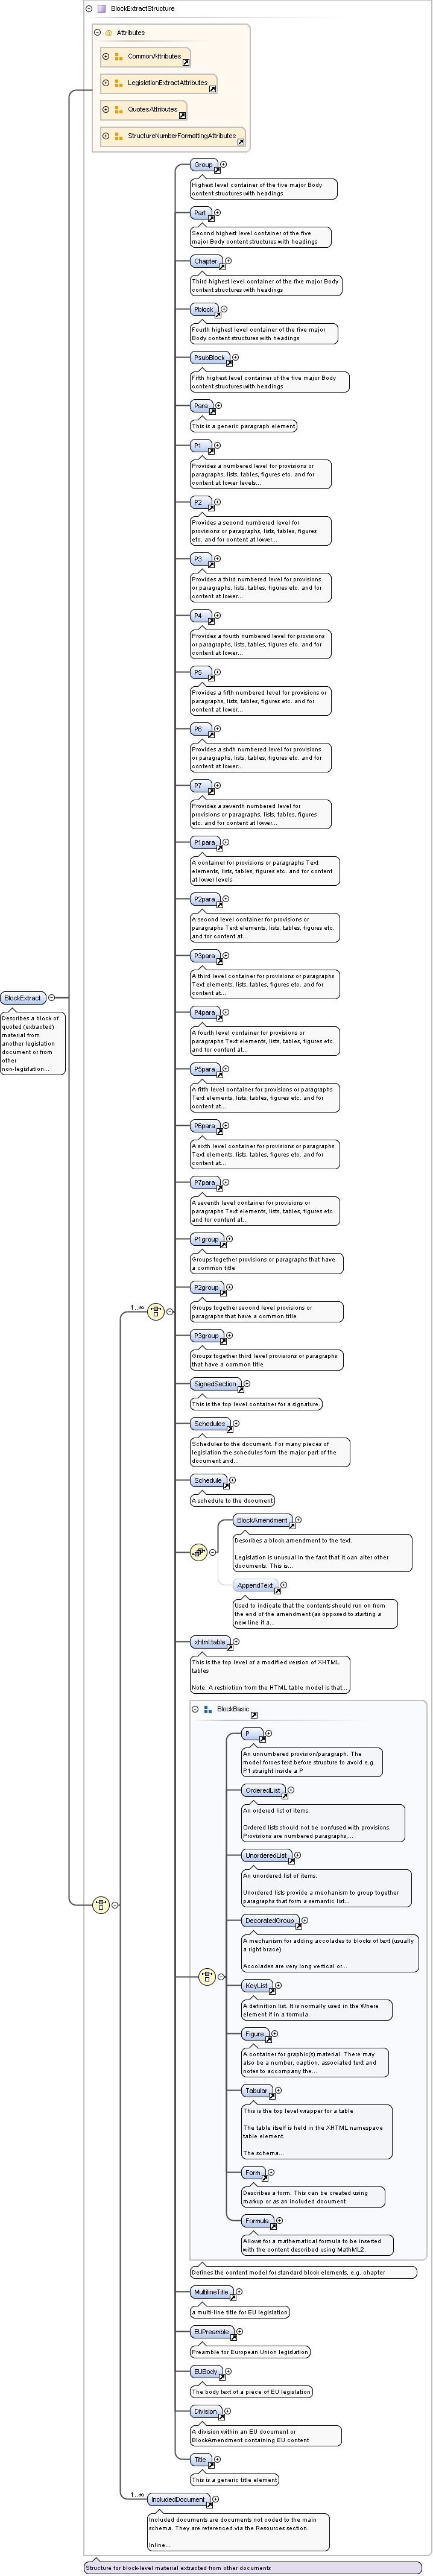 BlockExtractStructure
Attributes
CommonAttributes
LegislationExtractAttributes
QuotesAttributes
StructureNumberFormattingAttributes
Group
Highest level container of the five major Body
content structures with headings
Part
Second highest level container of the five
major Body content structures with headings
Chapter
Third highest level container of the five major Body
content structures with headings
Pblock
Fourth highest level container of the five major
Body content structures with headings
PsubBlock
Fifth highest level container of the five major Body
content structures with headings
Para
This is a generic paragraph element
P1
Provides a numbered level for provisions or
paragraphs, lists, tables, figures etc. and for
content at lower levels...
P2
Provides a second numbered level for
provisions or paragraphs, lists, tables, figures
etc. and for content at lower...
P3
Provides a third numbered level for provisions
or paragraphs, lists, tables, figures etc. and for
content at lower...
P4
Provides a fourth numbered level for provisions
or paragraphs, lists, tables, figures etc. and for
content at lower...
P5
Provides a fifth numbered level for provisions or
paragraphs, lists, tables, figures etc. and for
content at lower...
P6
Provides a sixth numbered level for provisions
or paragraphs, lists, tables, figures etc. and for
content at lower...
P7
Provides a seventh numbered level for
provisions or paragraphs, lists, tables, figures
etc. and for content at lower...
P1para
A container for provisions or paragraphs Text
elements, lists, tables, figures etc. and for content
at lower levels
P2para
A second level container for provisions or
paragraphs Text elements, lists, tables, figures etc.
and for content at...
P3para
A third level container for provisions or paragraphs
Text elements, lists, tables, figures etc. and for
content at...
P4para
A fourth level container for provisions or
paragraphs Text elements, lists, tables, figures etc.
and for content at...
P5para
A fifth level container for provisions or paragraphs
Text elements, lists, tables, figures etc. and for
content at...
P6para
A sixth level container for provisions or paragraphs
Text elements, lists, tables, figures etc. and for
content at...
P7para
A seventh level container for provisions or
paragraphs Text elements, lists, tables, figures etc.
and for content at...
P1group
Groups together provisions or paragraphs that have
a common title
P2group
Groups together second level provisions or
paragraphs that have a common title
P3group
Groups together third level provisions or paragraphs
that have a common title
SignedSection
This is the top level container for a signature.
Schedules
Schedules to the document. For many pieces of
legislation the schedules form the major part of the
document and...
Schedule
A schedule to the document
BlockAmendment
Describes a block amendment to the text.
Legislation is unusual in the fact that it can alter other
documents. This is...
AppendText
Used to indicate that the contents should run on from
the end of the amendment (as opposed to starting a
new line if a...
xhtml:table
This is the top level of a modified version of XHTML
tables
Note: A restriction from the HTML table model is that...
BlockBasic
P
An unnumbered provision/paragraph. The
model forces text before structure to avoid e.g.
P1 straight inside a P
OrderedList
An ordered list of items.
Ordered lists should not be confused with provisions.
Provisions are numbered paragraphs,...
UnorderedList
An unordered list of items.
Unordered lists provide a mechanism to group together
paragraphs that form a semantic list...
DecoratedGroup
A mechanism for adding accolades to blocks of text (usually
a right brace)
Accolades are very long vertical or...
KeyList
A definition list. It is normally used in the Where
element if in a formula.
Figure
A container for graphic(s) material. There may
also be a number, caption, associated text and
notes to accompany the...
Tabular
This is the top level wrapper for a table
The table itself is held in the XHTML namespace
table element.
The schema...
Form
Describes a form. This can be created using
markup or as an included document
Formula
Allows for a mathematical formula to be inserted
with the content described using MathML2.
Defines the content model for standard block elements, e.g. chapter
MultilineTitle
a multi-line title for EU legislation
EUPreamble
Preamble for European Union legislation
EUBody
The body text of a piece of EU legislation
Division
A division within an EU document or
BlockAmendment containing EU content
Title
This is a generic title element
1..∞
BlockExtract
Describes a block of
quoted (extracted)
material from
another legislation
document or from
other
non-legislation...
1..∞
IncludedDocument
Included documents are documents not coded to the main
schema. They are referenced via the Resources section.
Inline...
Structure for block-level material extracted from other documents